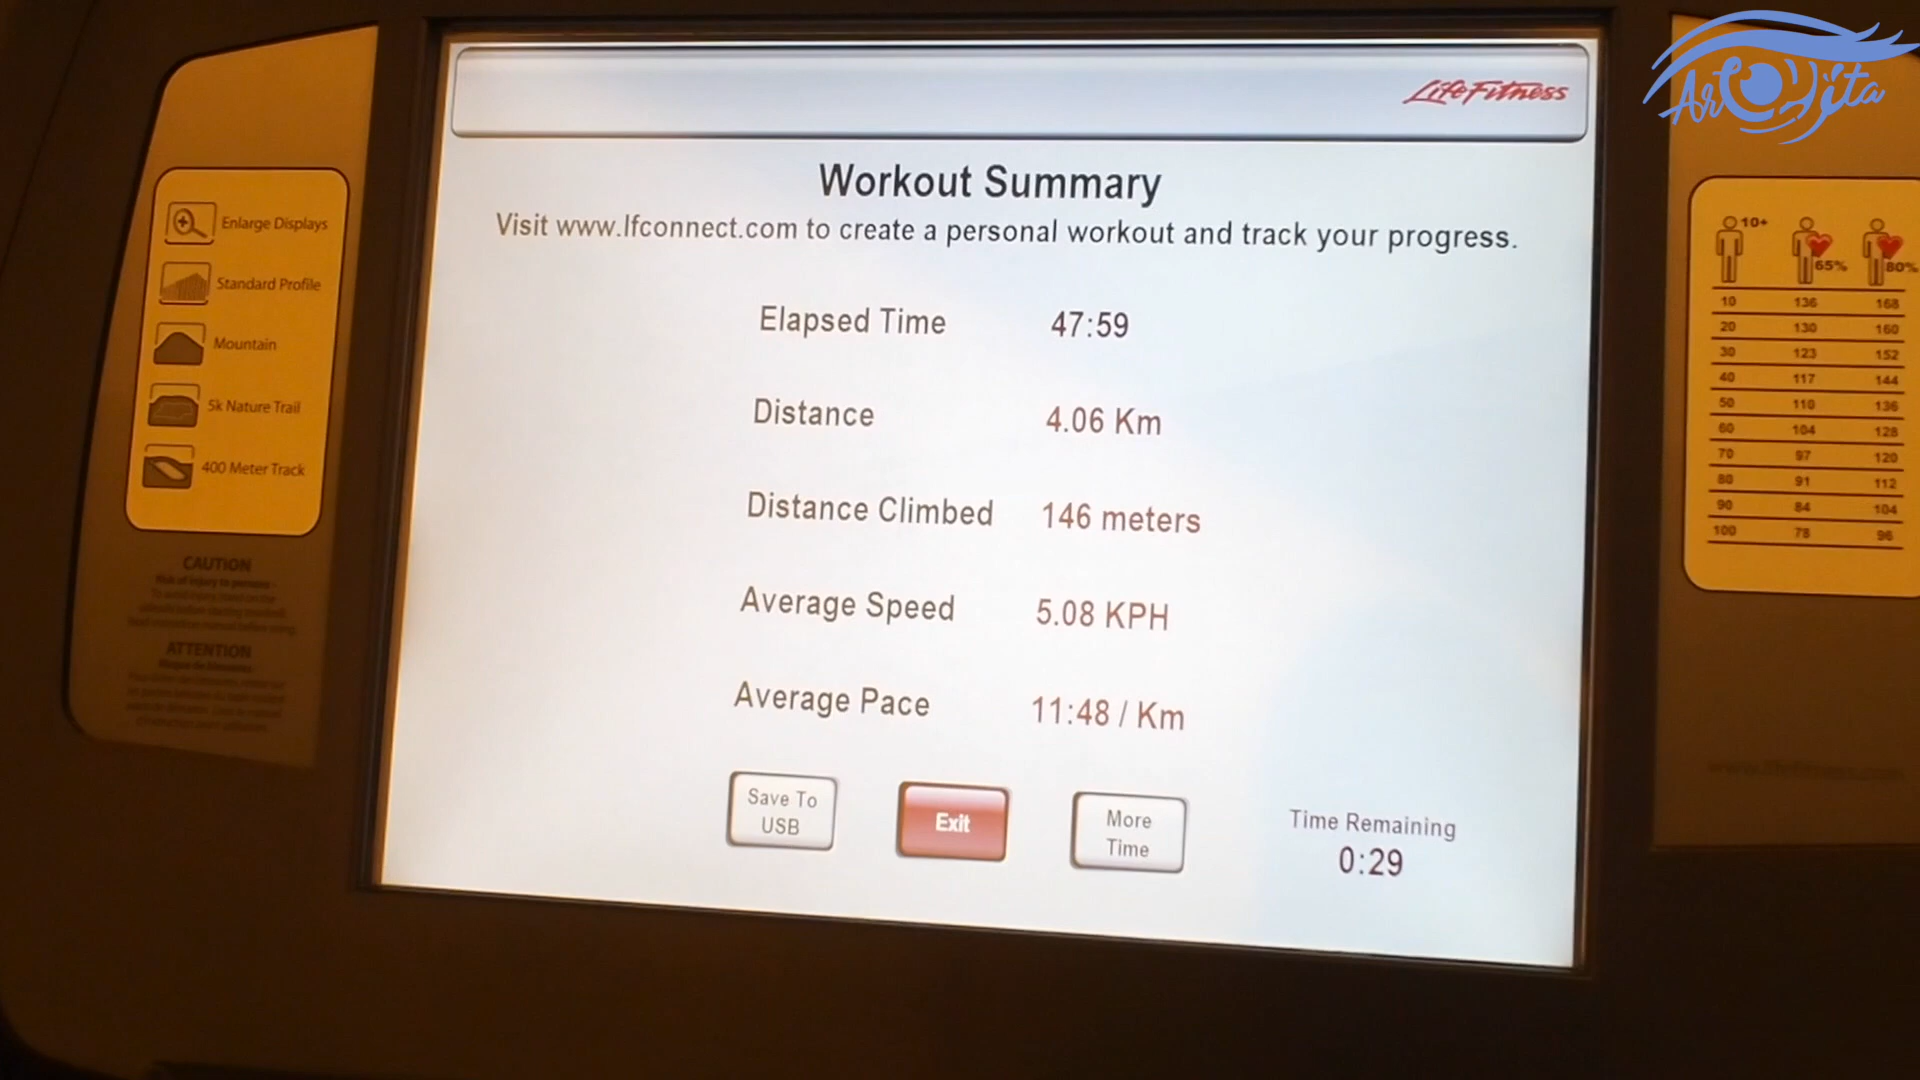 LifeFitness
Art Vita
Workout Summary
Visit www.lfconnect.com to create a personal workout and track your progress.
Elapsed Time 47:59
Distance 4.06 Km
Distance Climbed 146 meters
Average Speed 5.08 KPH
Average Pace 11:48 / Km
Save To
USB
Exit
More
Time
Time Remaining
0:29
Enlarge Displays
Standard Profile
Mountain
5k Nature Trail
400 Meter Track
CAUTION
ATTENTION
10+ 65% 80%
10 136 168
20 130 160
30 123 152
40 117 144
50 110 136
60 104 128
70 97 120
80 91 112
90 84 104
100 78 96